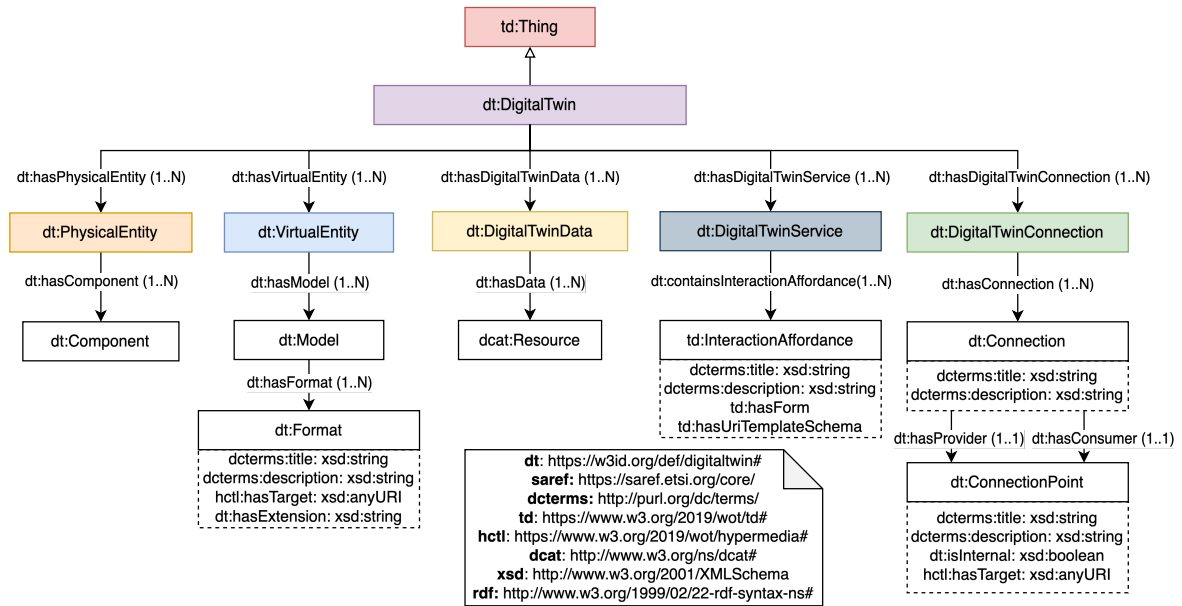 td:Thing
dt:DigitalTwin
dt:hasPhysicalEntity (1..N)
dt:hasVirtualEntity (1..N)
dt:hasDigitalTwinData (1..N)
dt:hasDigitalTwinService (1..N)
dt:hasDigitalTwinConnection (1..N)
dt:PhysicalEntity
dt:VirtualEntity
dt:DigitalTwinData
dt:DigitalTwinService
dt:DigitalTwinConnection
dt:hasComponent (1..N)
dt:hasModel (1..N)
dt:hasData (1..N)
dt:containsInteractionAffordance(1..N)
dt:hasConnection (1..N)
dt:Component
dt:Model
dcat:Resource
td:InteractionAffordance
dt:Connection
dcterms:title: xsd:string
dcterms:description: xsd:string
td:hasForm
td:hasUriTemplateSchema
dcterms:title: xsd:string
dcterms:description: xsd:string
dt:hasFormat (1..N)
dt:Format
dcterms:title: xsd:string
dcterms:description: xsd:string
hctl:hasTarget: xsd:anyURI
dt:hasExtension: xsd:string
dt:hasProvider (1..1)
dt:hasConsumer (1..1)
dt:ConnectionPoint
dcterms:title: xsd:string
dcterms:description: xsd:string
dt:isInternal: xsd:boolean
hctl:hasTarget: xsd:anyURI
dt: https://w3id.org/def/digitaltwin#
saref: https://saref.etsi.org/core/
dcterms: http://purl.org/dc/terms/
td: https://www.w3.org/2019/wot/td#
hctl: https://www.w3.org/2019/wot/hypermedia#
dcat: http://www.w3.org/ns/dcat#
xsd: http://www.w3.org/2001/XMLSchema
rdf: http://www.w3.org/1999/02/22-rdf-syntax-ns#